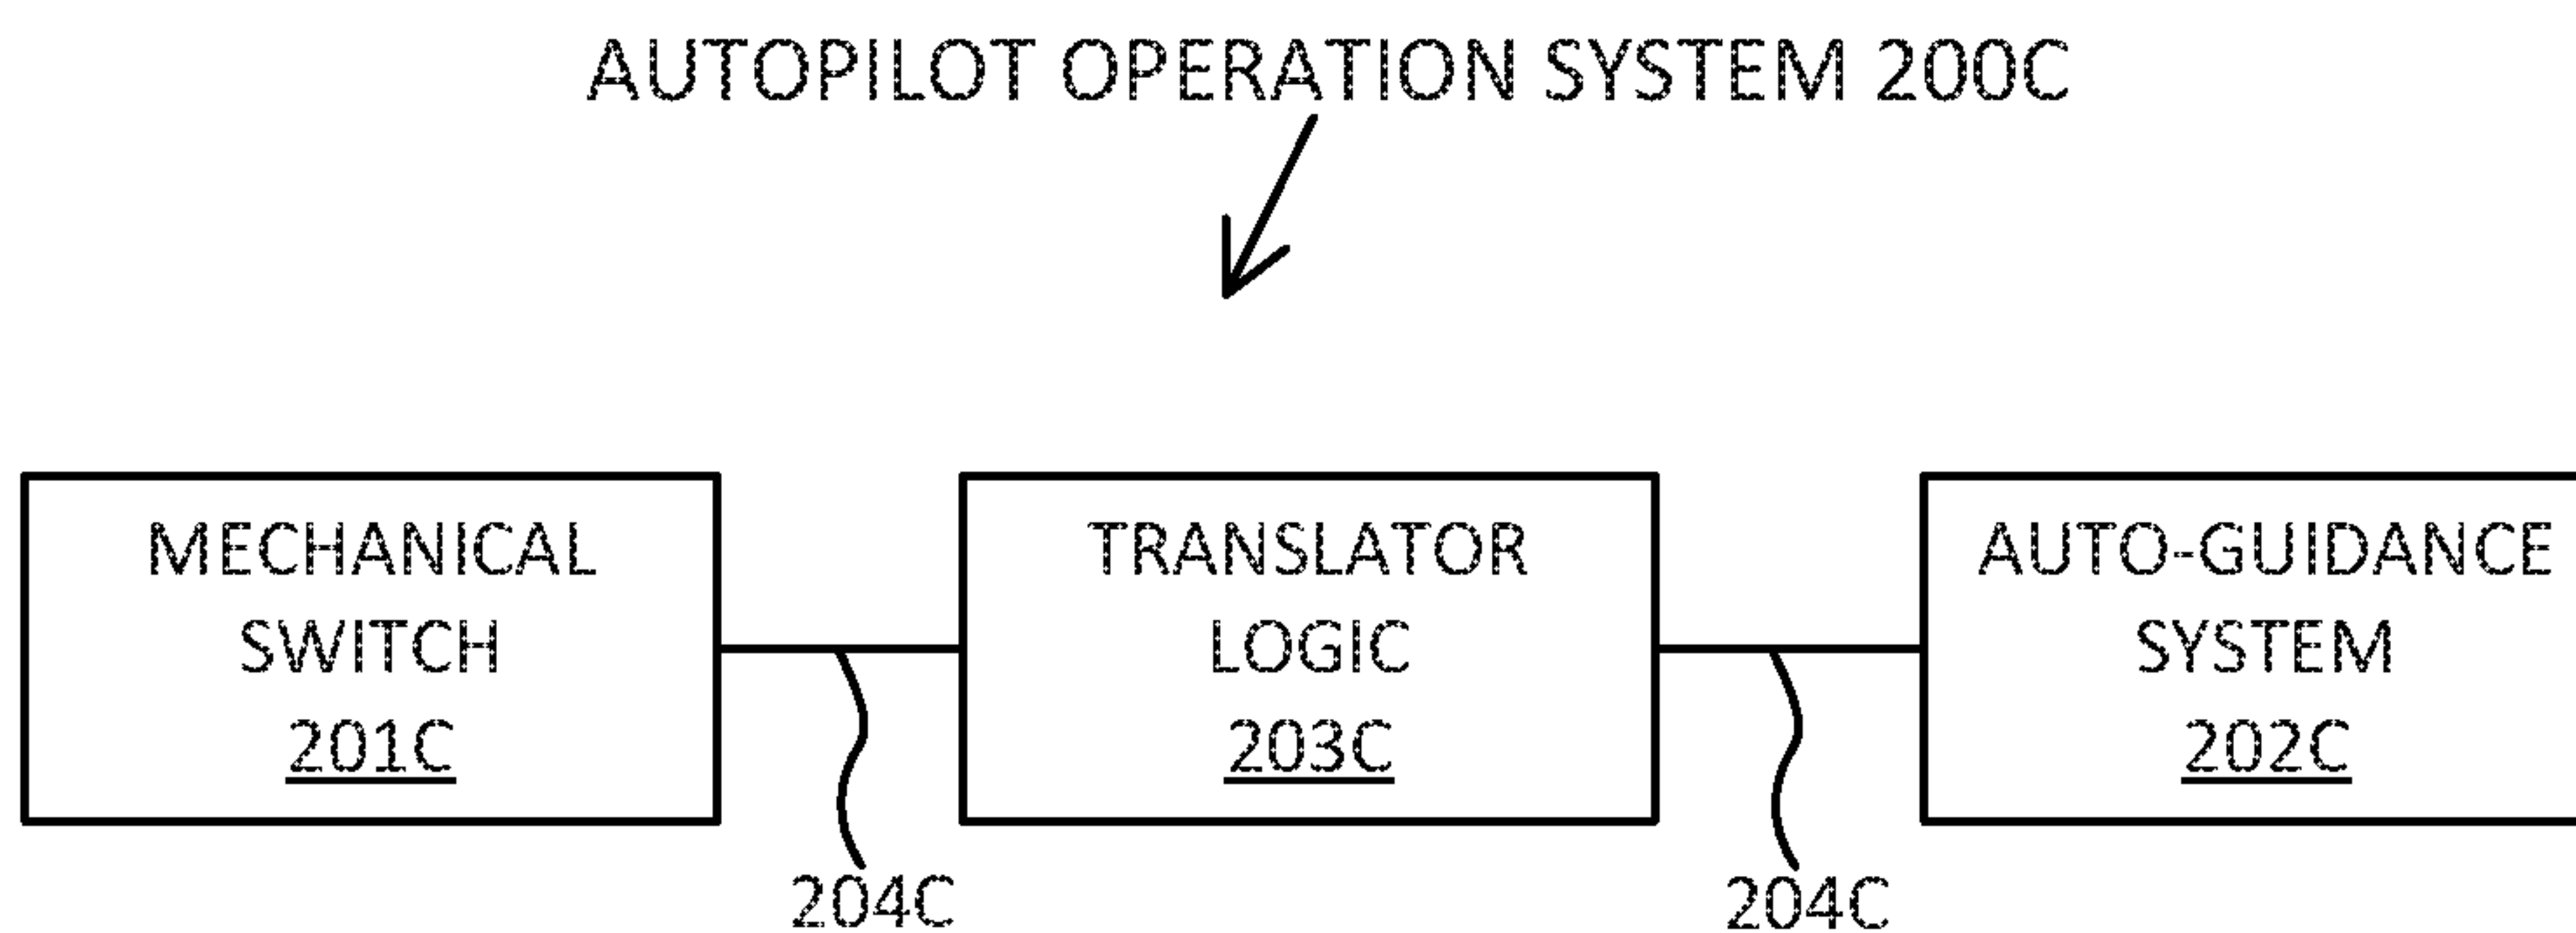 AUTOPILOT OPERATION SYSTEM 200C
MECHANICAL
SWITCH
201C
TRANSLATOR
LOGIC
203C
AUTO-GUIDANCE
SYSTEM
202C
204C
204C